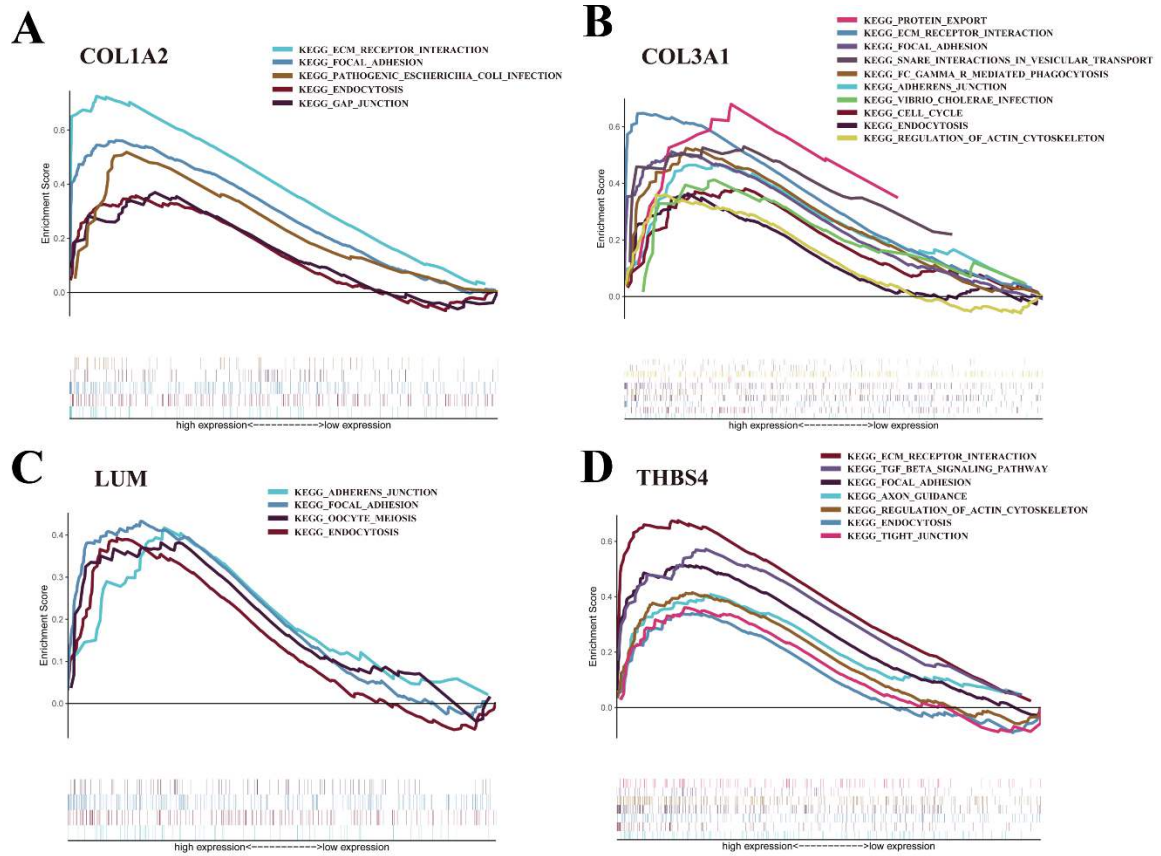 A
COL1A2
KEGG_ECM_RECEPTOR_INTERACTION
KEGG_FOCAL_ADHESION
KEGG_PATHOGENIC_ESCHERICHIA_COLI_INFECTION
KEGG_ENDOCYTOSIS
KEGG_GAP_JUNCTION
Enrichment Score
0.6
0.4
0.2
0.0
high expression<------------->low expression
B
COL3A1
KEGG_PROTEIN_EXPORT
KEGG_ECM_RECEPTOR_INTERACTION
KEGG_FOCAL_ADHESION
KEGG_SNARE_INTERACTIONS_IN_VESICULAR_TRANSPORT
KEGG_FC_GAMMA_R_MEDIATED_PHAGOCYTOSIS
KEGG_ADHERENS_JUNCTION
KEGG_VIBRIO_CHOLERAE_INFECTION
KEGG_CELL_CYCLE
KEGG_ENDOCYTOSIS
KEGG_REGULATION_OF_ACTIN_CYTOSKELETON
Enrichment Score
0.6
0.4
0.2
0.0
high expression<------------->low expression
C
LUM
KEGG_ADHERENS_JUNCTION
KEGG_FOCAL_ADHESION
KEGG_OOCYTE_MEIOSIS
KEGG_ENDOCYTOSIS
Enrichment Score
0.4
0.3
0.2
0.1
0.0
high expression<------------->low expression
D
THBS4
KEGG_ECM_RECEPTOR_INTERACTION
KEGG_TGF_BETA_SIGNALING_PATHWAY
KEGG_FOCAL_ADHESION
KEGG_AXON_GUIDANCE
KEGG_REGULATION_OF_ACTIN_CYTOSKELETON
KEGG_ENDOCYTOSIS
KEGG_TIGHT_JUNCTION
Enrichment Score
0.6
0.4
0.2
0.0
high expression<------------->low expression